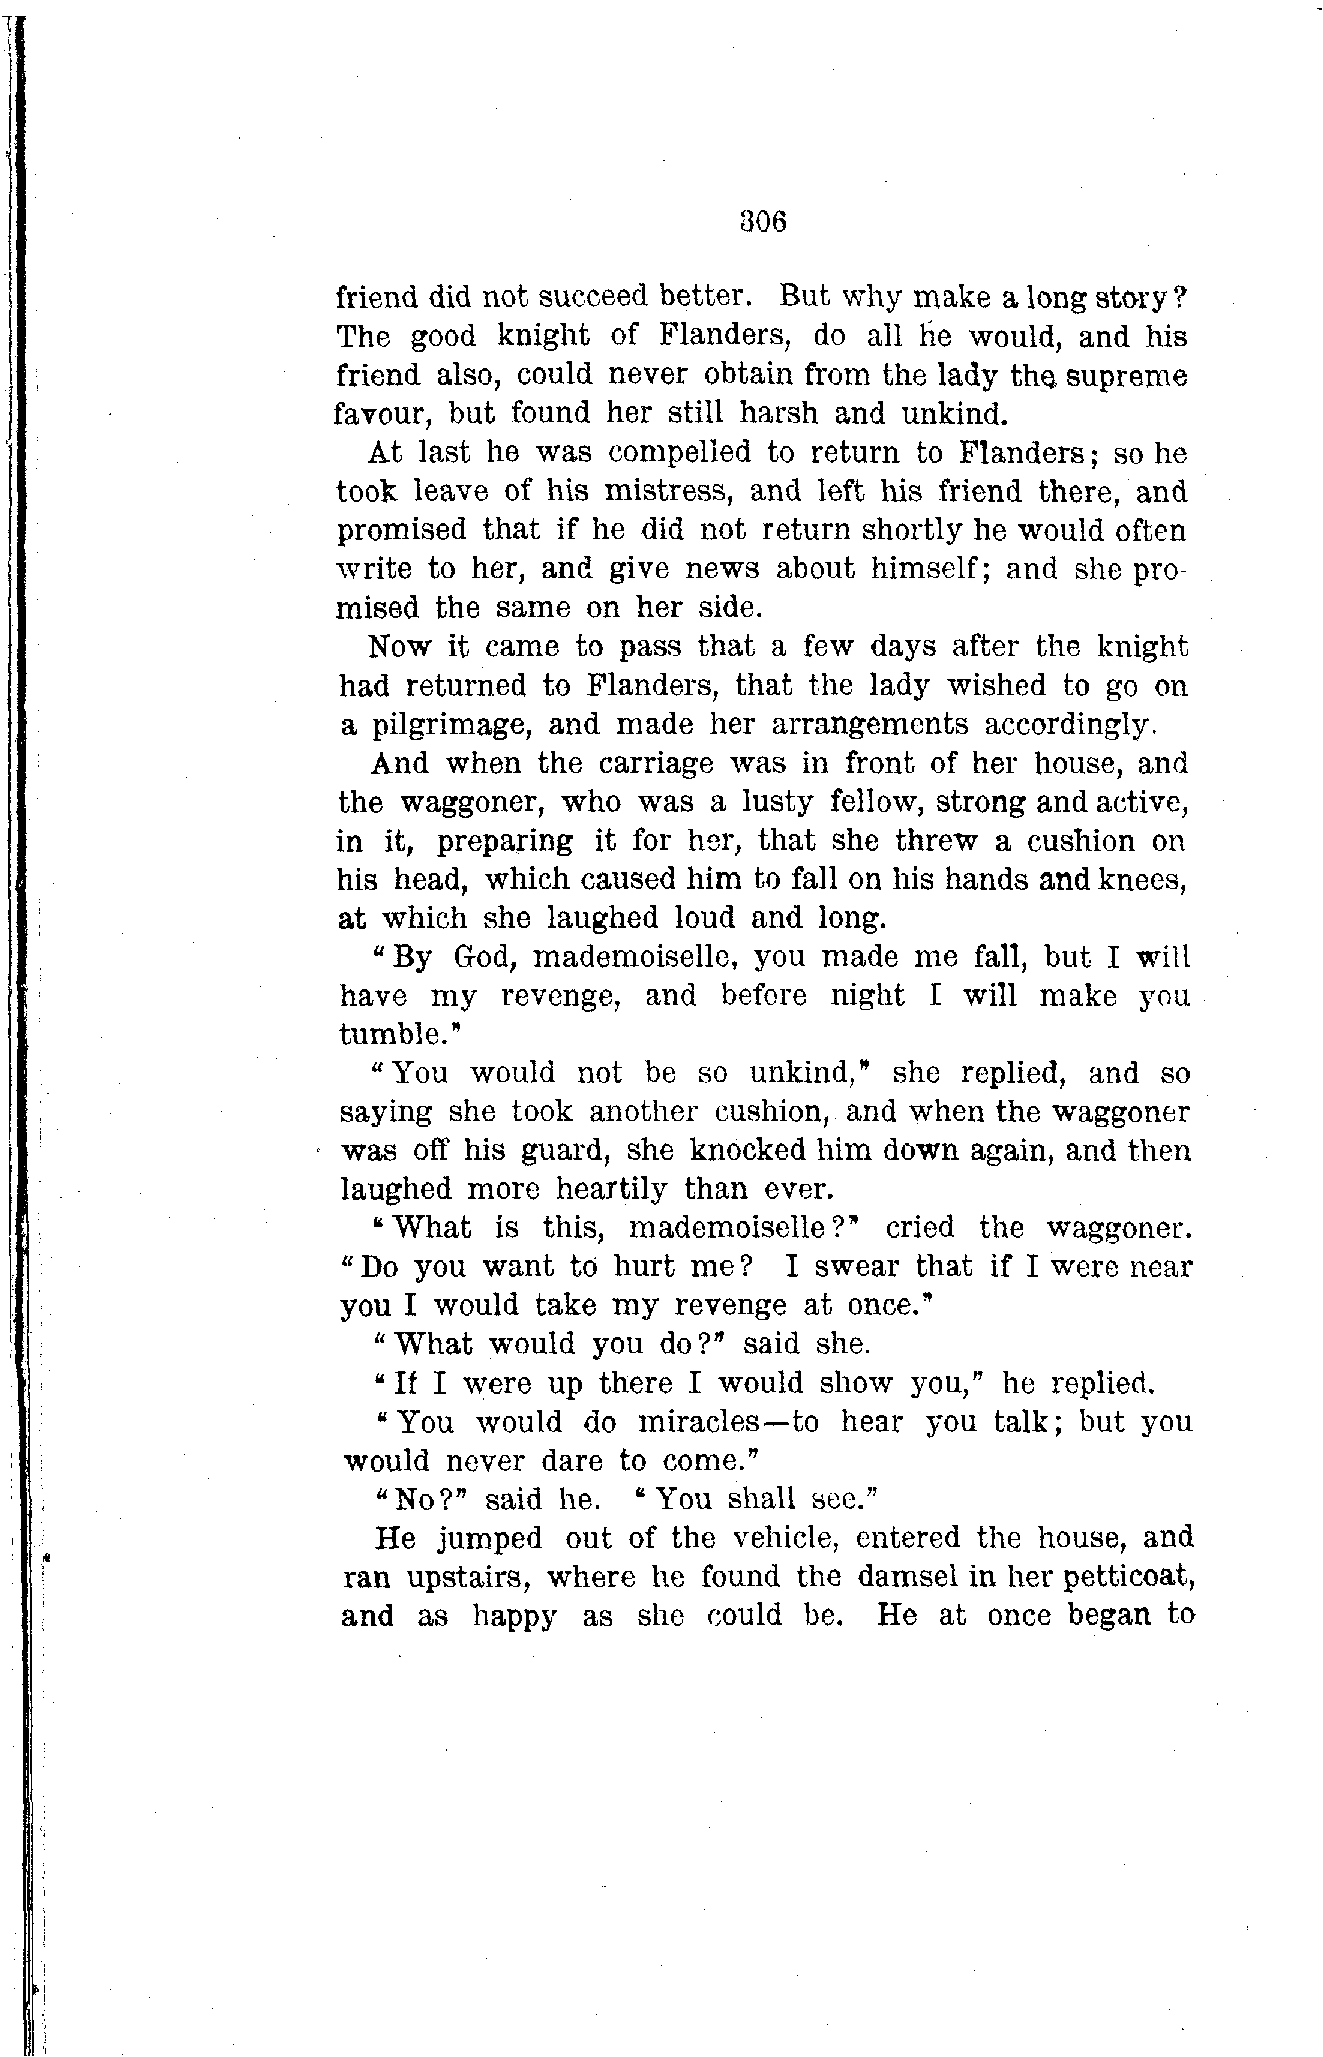 306
friend did not succeed better. But why make a long story?
The good knight of Flanders, do all he would, and his
friend also, could never obtain from the lady the supreme
favour, but found her still harsh and unkind.
At last he was compelled to return to Flanders; so he
took leave of his mistress, and left his friend there, and
promised that if he did not return shortly he would often
write to her, and give news about himself; and she pro-
mised the same on her side.
Now it came to pass that a few days after the knight
had returned to Flanders, that the lady wished to go on
a pilgrimage, and made her arrangements accordingly.
And when the carriage was in front of her house, and
the waggoner, who was a lusty fellow, strong and active,
in it, preparing it for her, that she threw a cushion on
his head, which caused him to fall on his hands and knees,
at which she laughed loud and long.
“By God, mademoiselle, you made me fall, but I will
have my revenge, and before night I will make you
tumble.”
“You would not be so unkind,” she replied, and so
saying she took another cushion, and when the waggoner
was off his guard, she knocked him down again, and then
laughed more heartily than ever.
“What is this, mademoiselle?” cried the waggoner.
“Do you want to hurt me? I swear that if I were near
you I would take my revenge at once.”
“What would you do?” said she.
“If I were up there I would show you,” he replied.
“You would do miracles—to hear you talk; but you
would never dare to come.”
“No?” said he. “You shall see.”
He jumped out of the vehicle, entered the house, and
ran upstairs, where he found the damsel in her petticoat,
and as happy as she could be. He at once began to